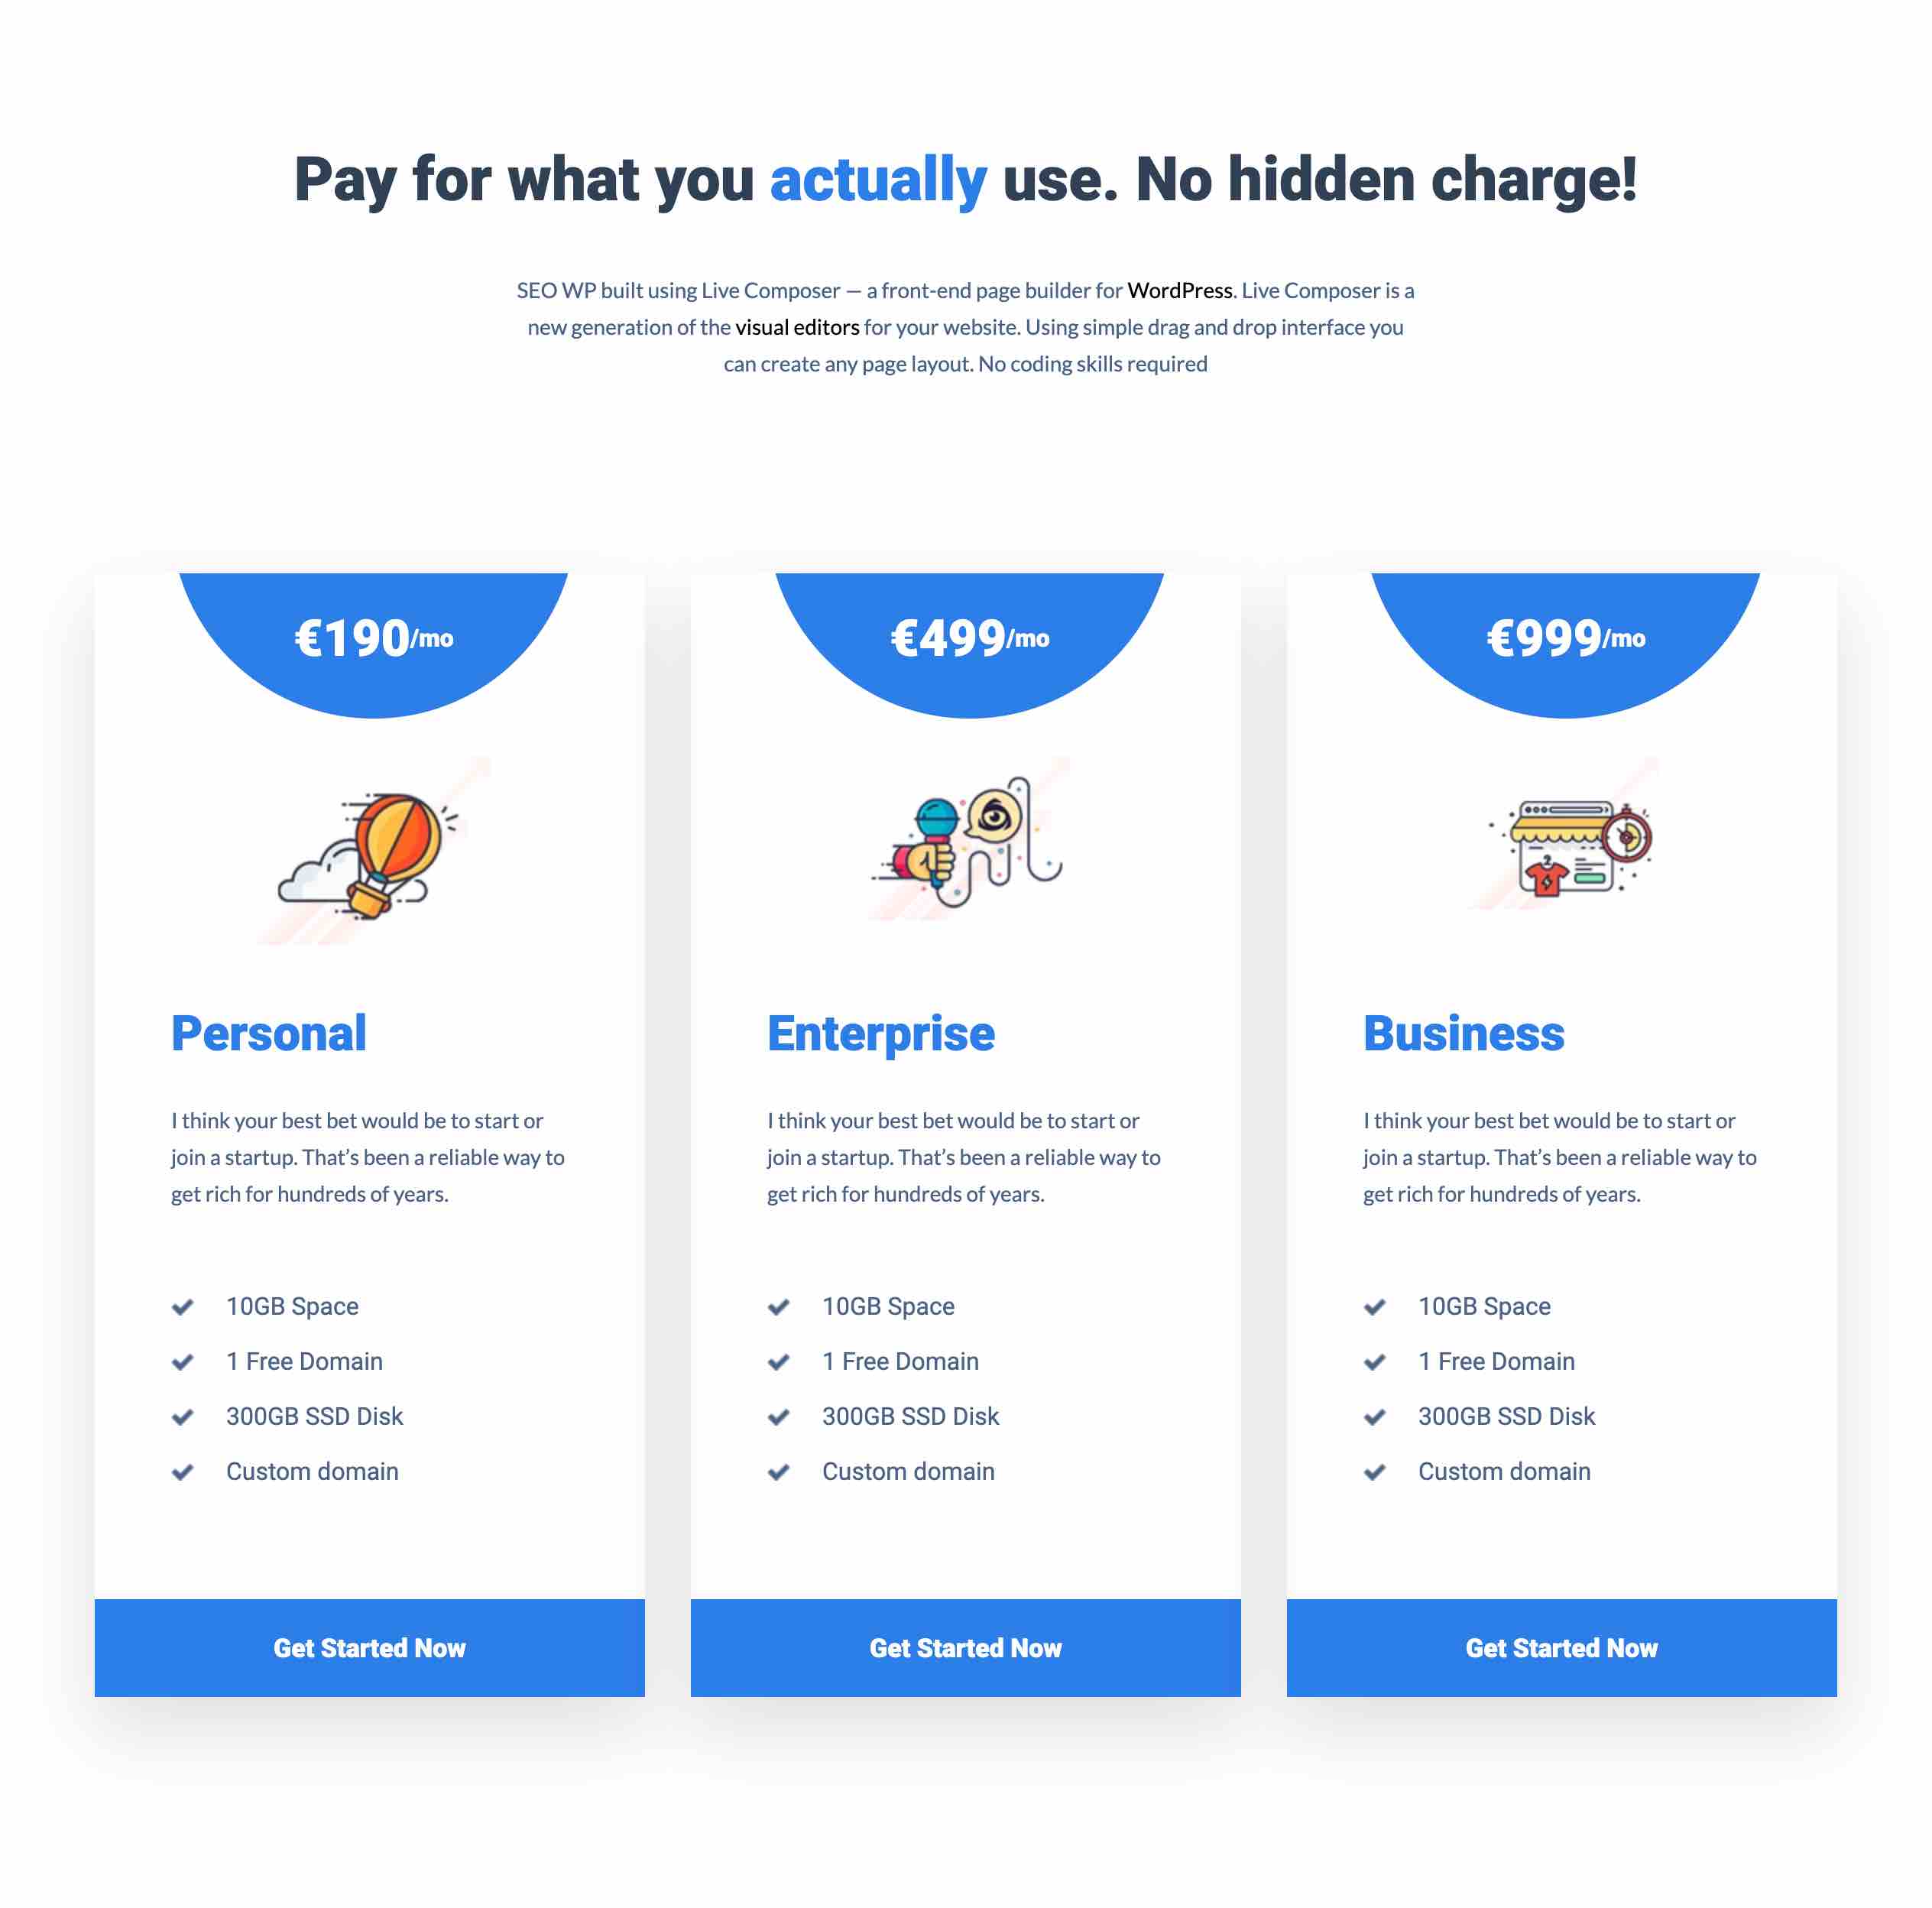 Pay for what you actually use. No hidden charge!
SEO WP built using Live Composer — a front-end page builder for WordPress. Live Composer is a
new generation of the visual editors for your website. Using simple drag and drop interface you
can create any page layout. No coding skills required
€190/mo
Personal
I think your best bet would be to start or
join a startup. That’s been a reliable way to
get rich for hundreds of years.
10GB Space
1 Free Domain
300GB SSD Disk
Custom domain
Get Started Now
€499/mo
Enterprise
I think your best bet would be to start or
join a startup. That’s been a reliable way to
get rich for hundreds of years.
10GB Space
1 Free Domain
300GB SSD Disk
Custom domain
Get Started Now
€999/mo
Business
I think your best bet would be to start or
join a startup. That’s been a reliable way to
get rich for hundreds of years.
10GB Space
1 Free Domain
300GB SSD Disk
Custom domain
Get Started Now